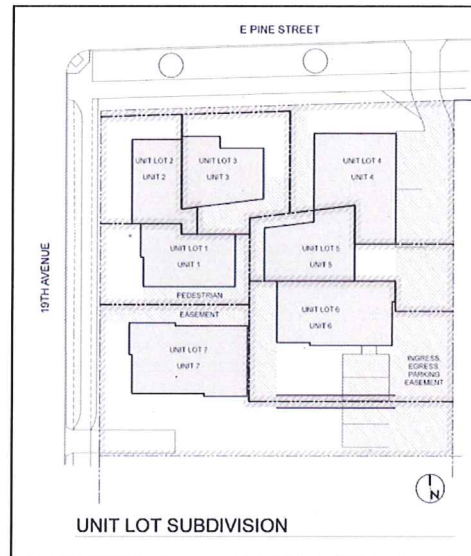 E PINE STREET
UNIT LOT 2
UNIT 2
UNIT LOT 3
UNIT 3
UNIT LOT 4
UNIT 4
UNIT LOT 1
UNIT 1
UNIT LOT 5
UNIT 5
19TH AVENUE
PEDESTRIAN
EASEMENT
UNIT LOT 6
UNIT 6
UNIT LOT 7
UNIT 7
INGRESS,
EGRESS,
PARKING
EASEMENT
N
UNIT LOT SUBDIVISION